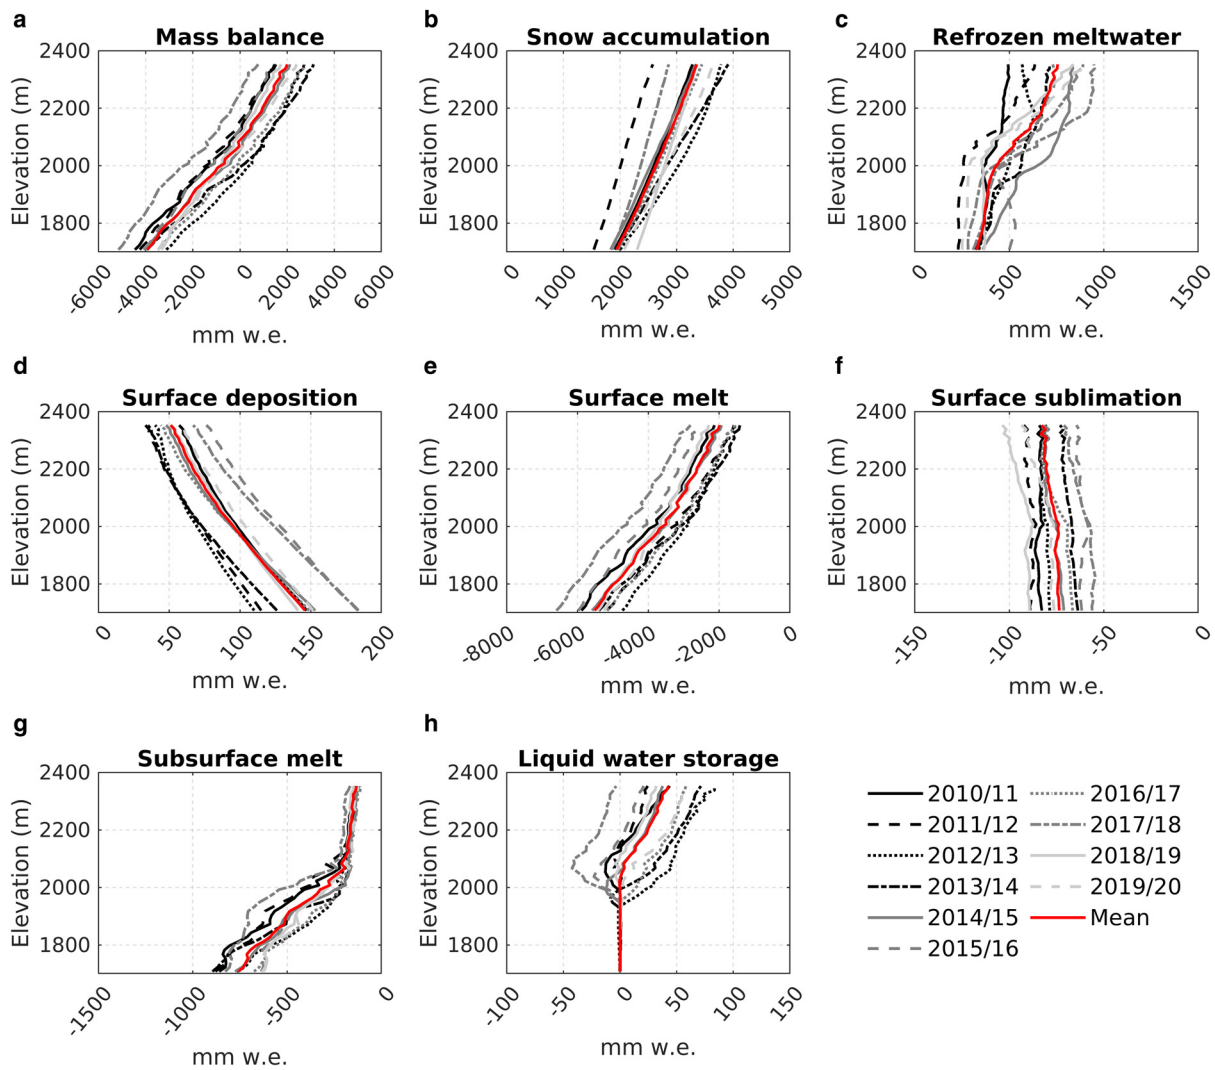 a b c
Mass balance Snow accumulation Refrozen meltwater
2400 2400 2400
2200 2200 2200
2000 2000 2000
1800 1800 1800
Elevation (m) Elevation (m) Elevation (m)
-6000 -4000 -2000 0 2000 4000 6000 0 1000 2000 3000 4000 5000 0 500 1000 1500
mm w.e. mm w.e. mm w.e.
d e f
Surface deposition Surface melt Surface sublimation
2400 2400 2400
2200 2200 2200
2000 2000 2000
1800 1800 1800
Elevation (m) Elevation (m) Elevation (m)
0 50 100 150 200 -8000 -6000 -4000 -2000 0 -150 -100 -50 0
mm w.e. mm w.e. mm w.e.
g h
Subsurface melt Liquid water storage
2400 2400
2200 2200
2000 2000
1800 1800
Elevation (m) Elevation (m)
-1500 -1000 -500 0 -100 -50 0 50 100 150
mm w.e. mm w.e.
2010/11 2016/17
2011/12 2017/18
2012/13 2018/19
2013/14 2019/20
2014/15 Mean
2015/16